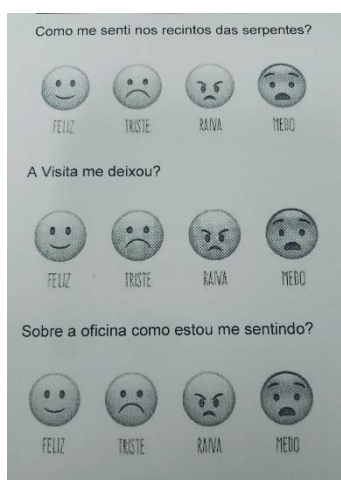 Como me senti nos recintos das serpentes?
FELIZ TRISTE RAIVA MEDO
A Visita me deixou?
FELIZ TRISTE RAIVA MEDO
Sobre a oficina como estou me sentindo?
FELIZ TRISTE RAIVA MEDO